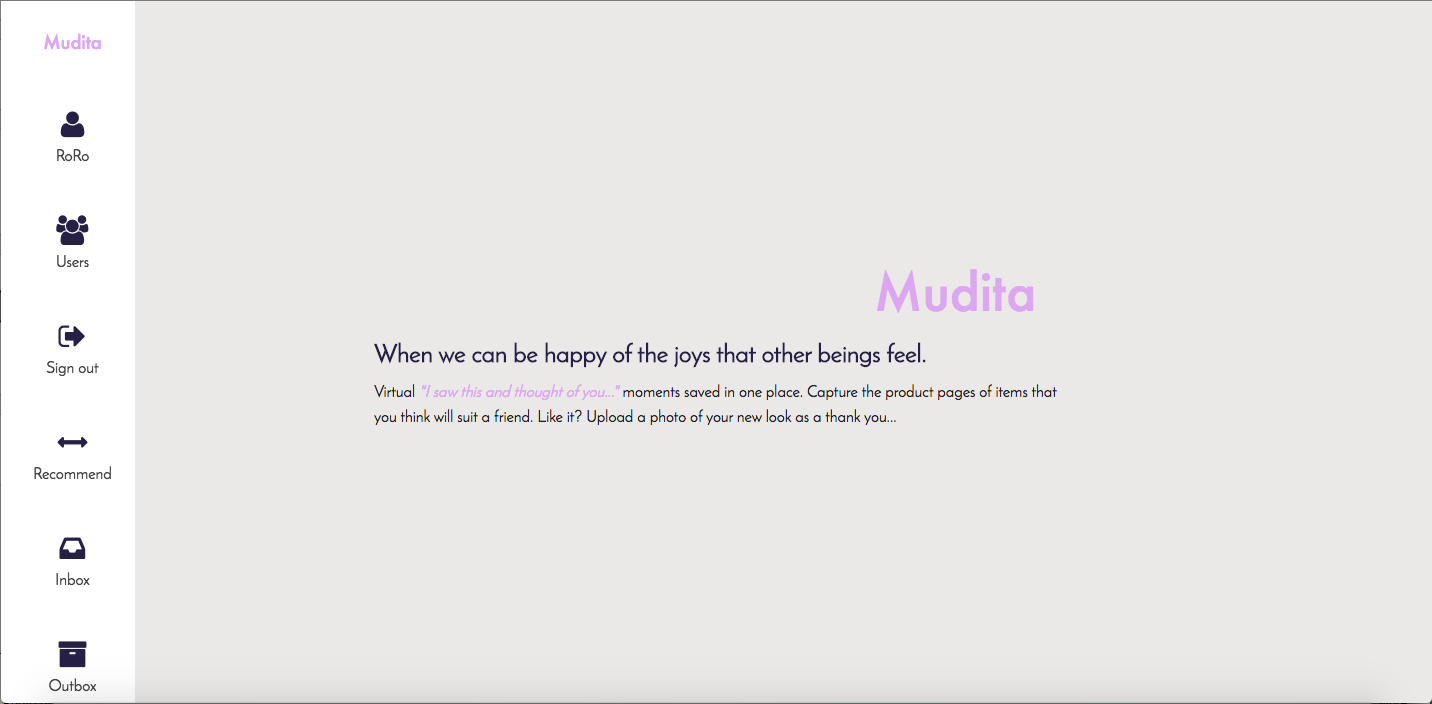 Mudita
RoRo
Users
Sign out
Recommend
Inbox
Outbox
Mudita
When we can be happy of the joys that other beings feel.
Virtual "I saw this and thought of you..." moments saved in one place. Capture the product pages of items that
you think will suit a friend. Like it? Upload a photo of your new look as a thank you...